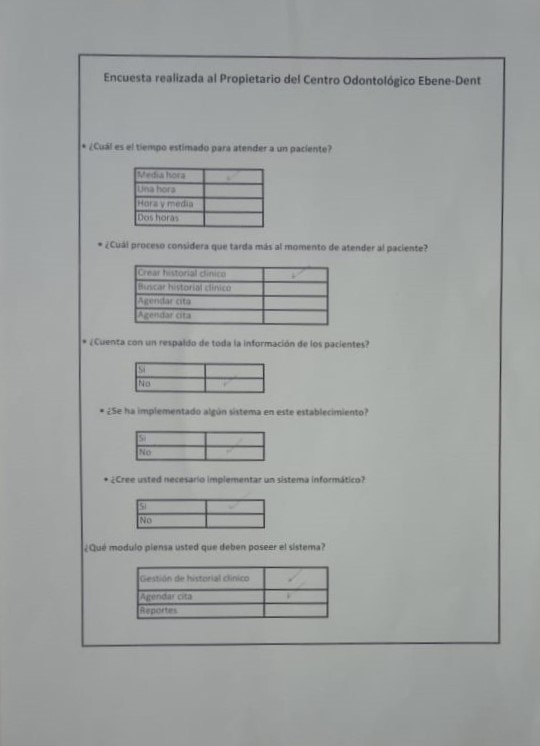 Encuesta realizada al Propietario del Centro Odontológico Ebene-Dent
• ¿Cuál es el tiempo estimado para atender a un paciente?
Media hora ✓
Una hora
Hora y media
Dos horas
• ¿Cuál proceso considera que tarda más al momento de atender al paciente?
Crear historial clinico ✓
Buscar historial clinico
Agendar cita
Agendar cita
• ¿Cuenta con un respaldo de toda la información de los pacientes?
Si
No ✓
• ¿Se ha implementado algún sistema en este establecimiento?
Si
No ✓
• ¿Cree usted necesario implementar un sistema informático?
Si ✓
No
¿Qué modulo piensa usted que deben poseer el sistema?
Gestión de historial clinico ✓
Agendar cita ✓
Reportes